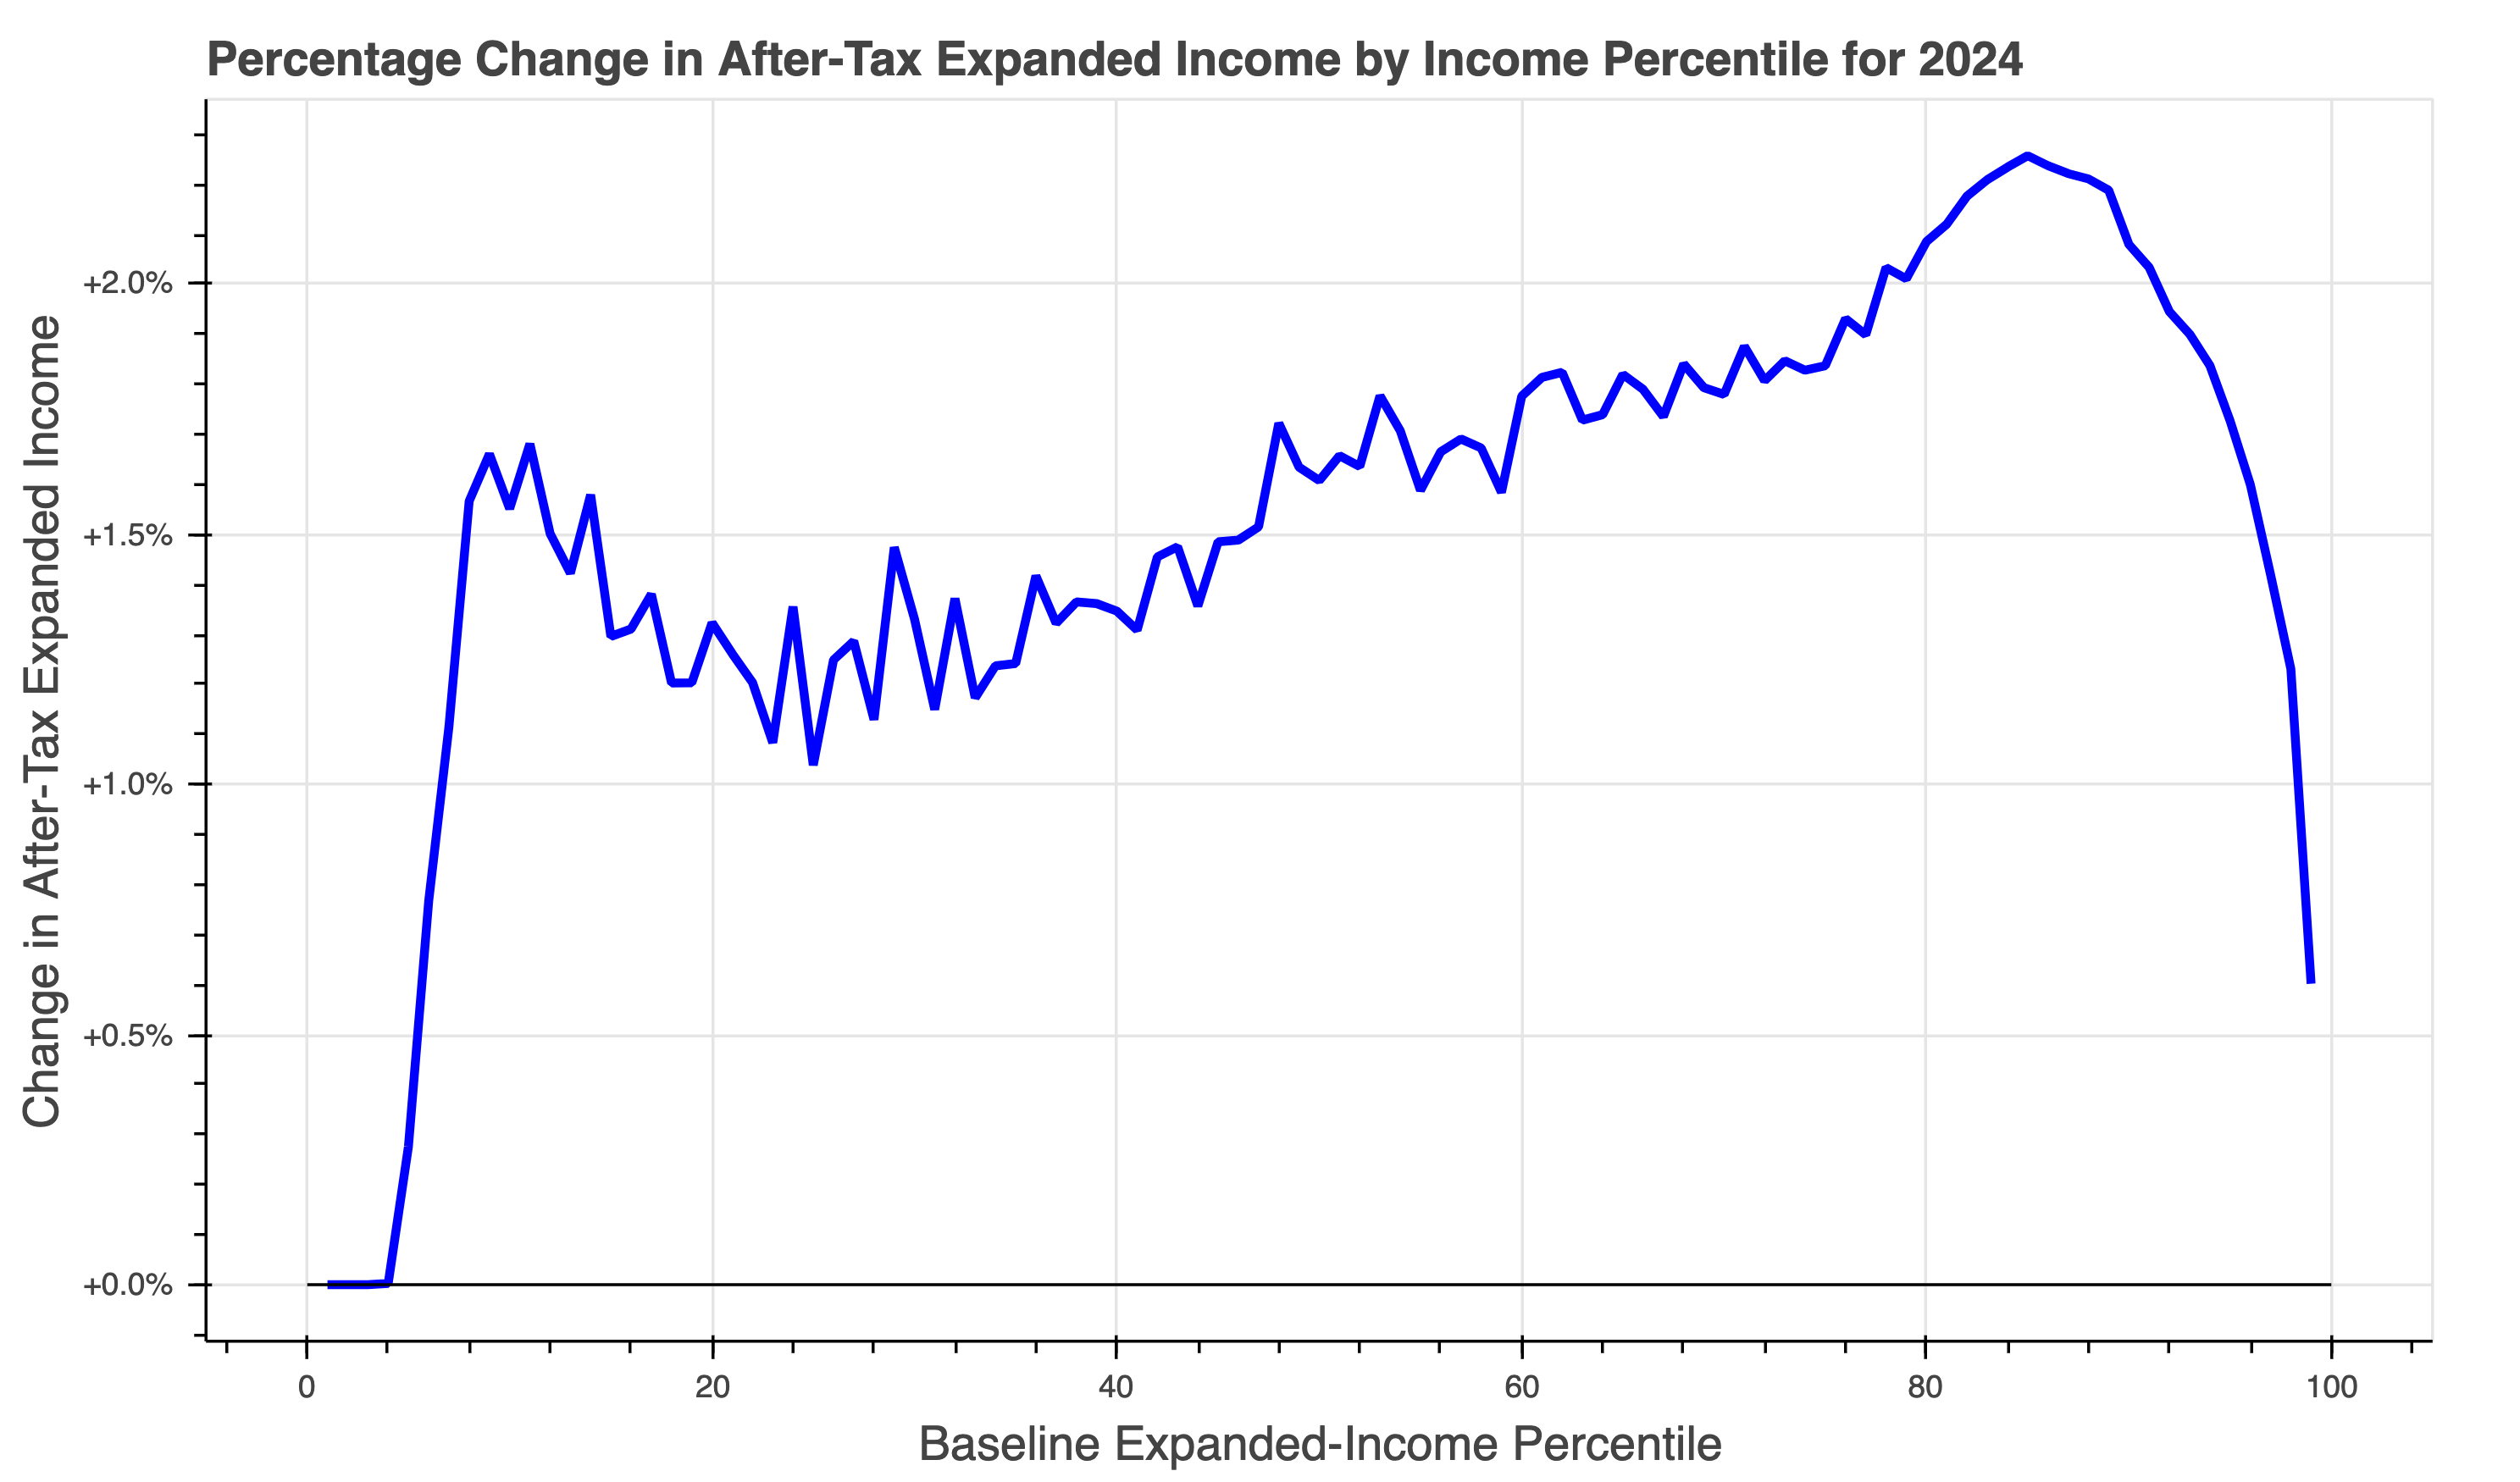 Percentage Change in After-Tax Expanded Income by Income Percentile for 2024
Change in After-Tax Expanded Income
+2.0%
+1.5%
+1.0%
+0.5%
+0.0%
0 20 40 60 80 100
Baseline Expanded-Income Percentile